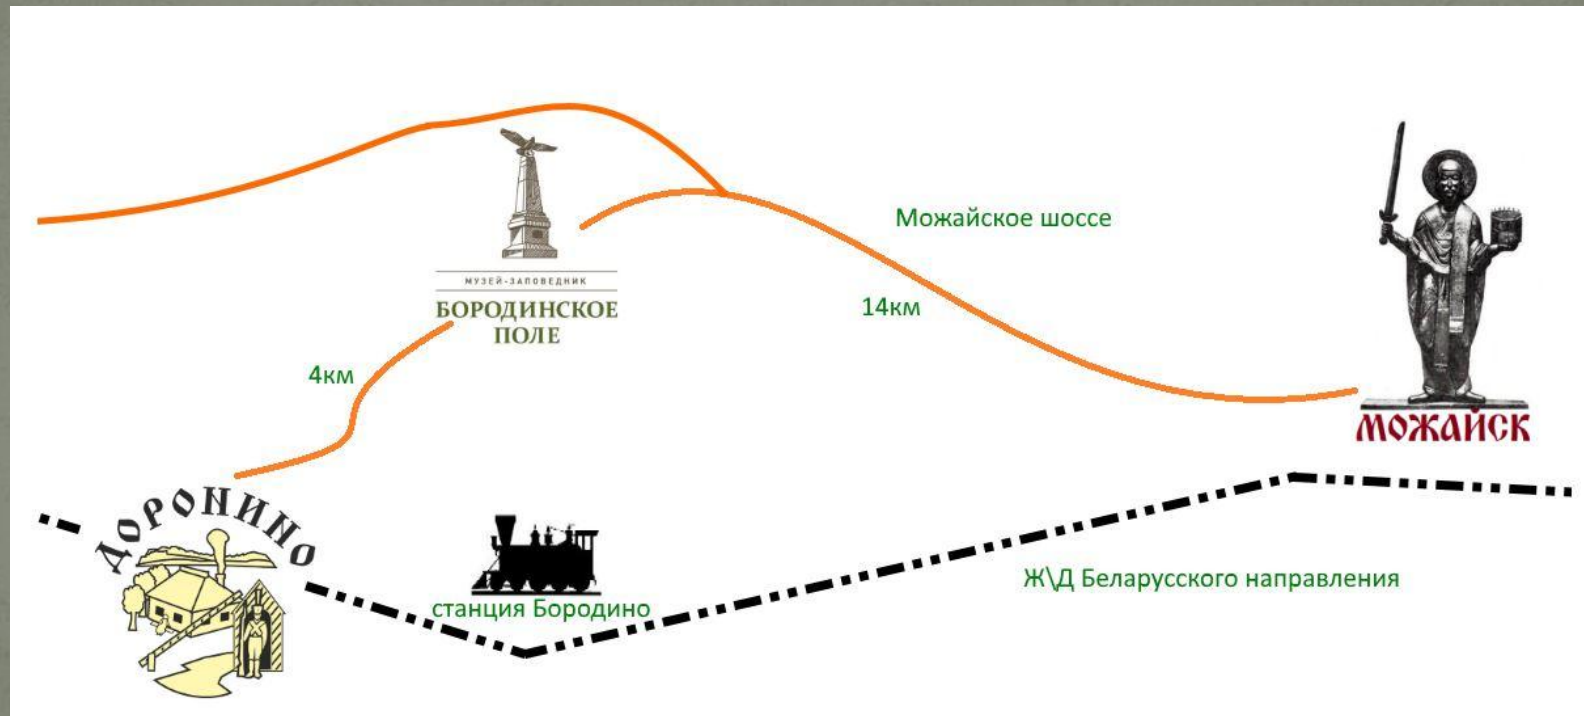 Можайское шоссе
МУЗЕЙ-ЗАПОВЕДНИК
БОРОДИНСКОЕ
ПОЛЕ
14км
4км
МОЖАЙСК
ДОРОНИНО
станция Бородино
Ж\Д Беларусского направления